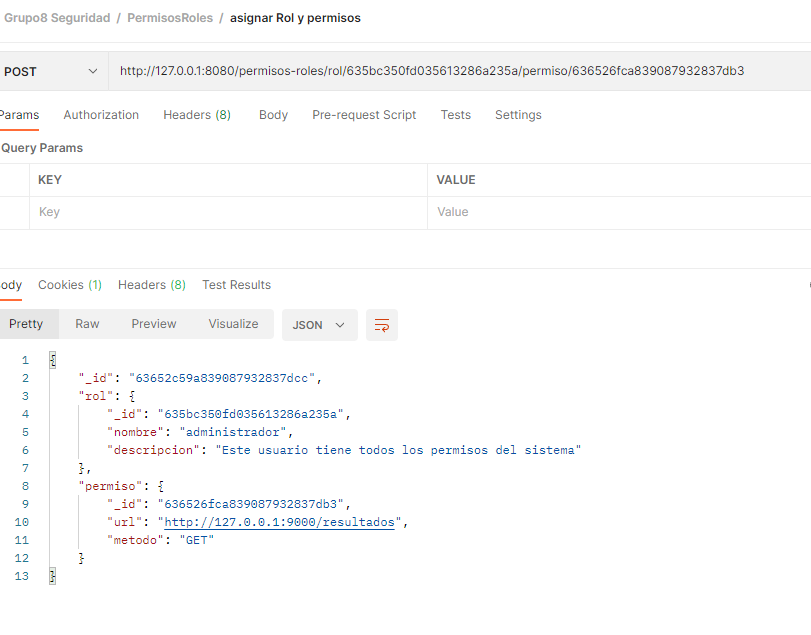 Grupo8 Seguridad / PermisosRoles / asignar Rol y permisos
POST http://127.0.0.1:8080/permisos-roles/rol/635bc350fd035613286a235a/permiso/636526fca839087932837db3
Params Authorization Headers (8) Body Pre-request Script Tests Settings
Query Params
KEY VALUE
Key Value
ody Cookies (1) Headers (8) Test Results
Pretty Raw Preview Visualize JSON
1 {
2 "_id": "63652c59a839087932837dcc",
3 "rol": {
4 "_id": "635bc350fd035613286a235a",
5 "nombre": "administrador",
6 "descripcion": "Este usuario tiene todos los permisos del sistema"
7 },
8 "permiso": {
9 "_id": "636526fca839087932837db3",
10 "url": "http://127.0.0.1:9000/resultados",
11 "metodo": "GET"
12 }
13 }